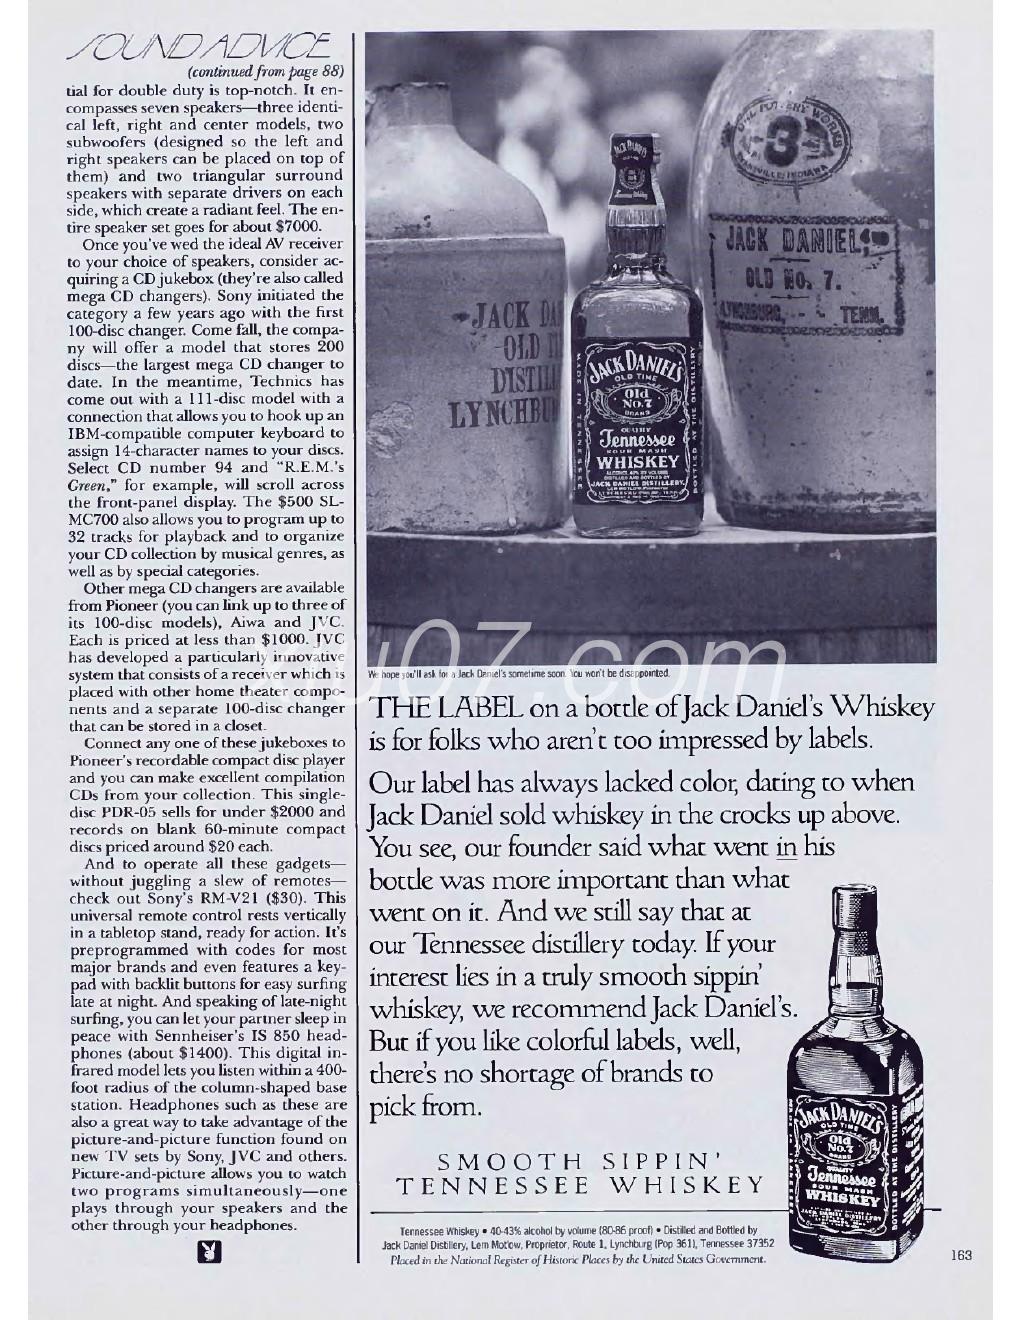 SOUND ADVICE
(continued from page 88)
tial for double duty is top-notch. It en-
compasses seven speakers—three identi-
cal left, right and center models, two
subwoofers (designed so the left and
right speakers can be placed on top of
them) and two triangular surround
speakers with separate drivers on each
side, which create a radiant feel. The en-
tire speaker set goes for about $7000.
Once you've wed the ideal AV receiver
to your choice of speakers, consider ac-
quiring a CD jukebox (they're also called
mega CD changers). Sony initiated the
category a few years ago with the first
100-disc changer. Come fall, the compa-
ny will offer a model that stores 200
discs—the largest mega CD changer to
date. In the meantime, Technics has
come out with a 111-disc model with a
connection that allows you to hook up an
IBM-compatible computer keyboard to
assign 14-character names to your discs.
Select CD number 94 and "R.E.M.'s
Green," for example, will scroll across
the front-panel display. The $500 SL-
MC700 also allows you to program up to
32 tracks for playback and to organize
your CD collection by musical genres, as
well as by special categories.
Other mega CD changers are available
from Pioneer (you can link up to three of
its 100-disc models), Aiwa and JVC.
Each is priced at less than $1000. JVC
has developed a particularly innovative
system that consists of a receiver which is
placed with other home theater compo-
nents and a separate 100-disc changer
that can be stored in a closet.
Connect any one of these jukeboxes to
Pioneer's recordable compact disc player
and you can make excellent compilation
CDs from your collection. This single-
disc PDR-05 sells for under $2000 and
records on blank 60-minute compact
discs priced around $20 each.
And to operate all these gadgets—
without juggling a slew of remotes—
check out Sony's RM-V21 ($30). This
universal remote control rests vertically
in a tabletop stand, ready for action. It's
preprogrammed with codes for most
major brands and even features a key-
pad with backlit buttons for easy surfing
late at night. And speaking of late-night
surfing, you can let your partner sleep in
peace with Sennheiser's IS 850 head-
phones (about $1400). This digital in-
frared model lets you listen within a 400-
foot radius of the column-shaped base
station. Headphones such as these are
also a great way to take advantage of the
picture-and-picture function found on
new TV sets by Sony, JVC and others.
Picture-and-picture allows you to watch
two programs simultaneously—one
plays through your speakers and the
other through your headphones.
JACK DA
OLD
DISTIL
LYNCHBU
JACK DANIEL'S
OLD TIME
Old
No.7
BRAND
QUALITY
Tennessee
SOUR MASH
WHISKEY
JACK DANIEL DISTILLERY
MADE IN TENNESSEE
BOTTLED AT THE DISTILLERY
3
JACK DANIEL,
OLD NO. 7.
LYNCHBURG, TENN.
xu07.com
We hope you'll ask for a Jack Daniel's sometime soon. You won't be disappointed.
THE LABEL on a bottle of Jack Daniel's Whiskey
is for folks who aren't too impressed by labels.
Our label has always lacked color, dating to when
Jack Daniel sold whiskey in the crocks up above.
You see, our founder said what went in his
bottle was more important than what
went on it. And we still say that at
our Tennessee distillery today. If your
interest lies in a truly smooth sippin'
whiskey, we recommend Jack Daniel's.
But if you like colorful labels, well,
there's no shortage of brands to
pick from.
SMOOTH SIPPIN'
TENNESSEE WHISKEY
JACK DANIEL'S
OLD TIME
Old
No.7
BRAND
QUALITY
Tennessee
SOUR MASH
WHISKEY
Tennessee Whiskey • 40-43% alcohol by volume (80-86 proof) • Distilled and Bottled by
Jack Daniel Distillery, Lem Motlow, Proprietor, Route 1, Lynchburg (Pop 361), Tennessee 37352
Placed in the National Register of Historic Places by the United States Government.
163